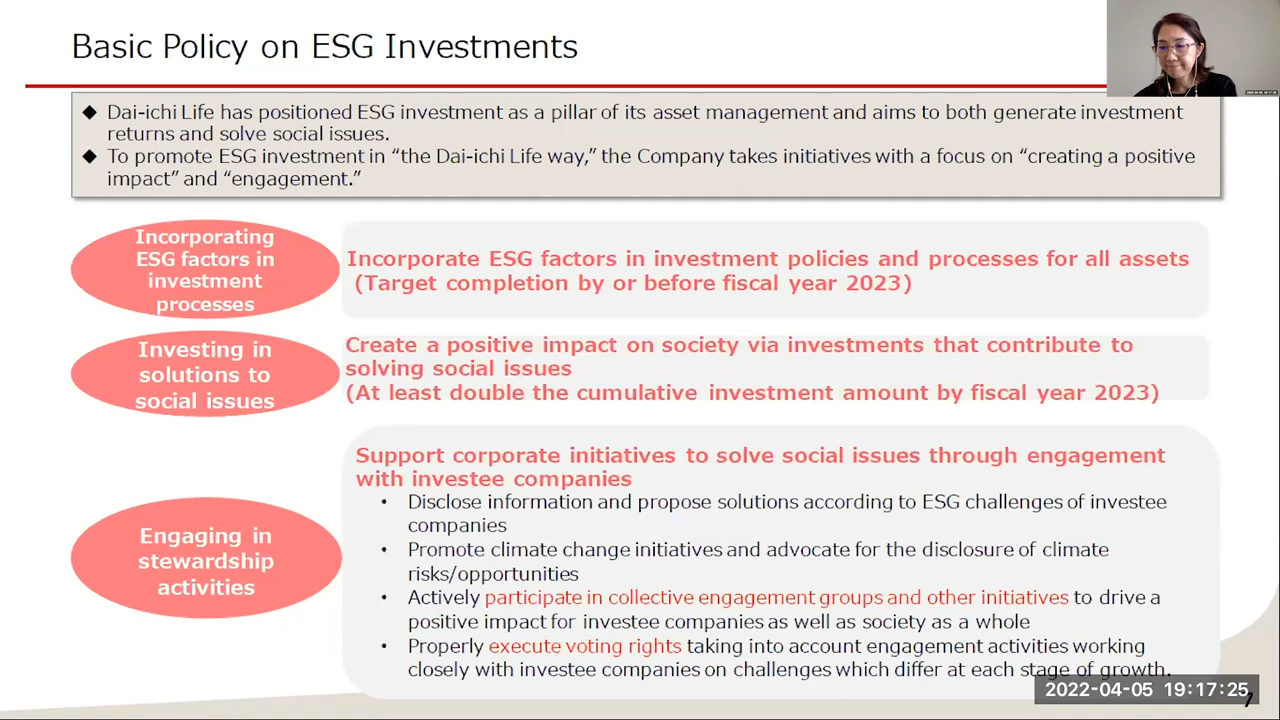 Basic Policy on ESG Investments
◆ Dai-ichi Life has positioned ESG investment as a pillar of its asset management and aims to both generate investment
returns and solve social issues.
◆ To promote ESG investment in “the Dai-ichi Life way,” the Company takes initiatives with a focus on “creating a positive
impact” and “engagement.”
Incorporating
ESG factors in
investment
processes
Incorporate ESG factors in investment policies and processes for all assets
(Target completion by or before fiscal year 2023)
Investing in
solutions to
social issues
Create a positive impact on society via investments that contribute to
solving social issues
(At least double the cumulative investment amount by fiscal year 2023)
Engaging in
stewardship
activities
Support corporate initiatives to solve social issues through engagement
with investee companies
• Disclose information and propose solutions according to ESG challenges of investee
companies
• Promote climate change initiatives and advocate for the disclosure of climate
risks/opportunities
• Actively participate in collective engagement groups and other initiatives to drive a
positive impact for investee companies as well as society as a whole
• Properly execute voting rights taking into account engagement activities working
closely with investee companies on challenges which differ at each stage of growth.
2022-04-05 19:17:25